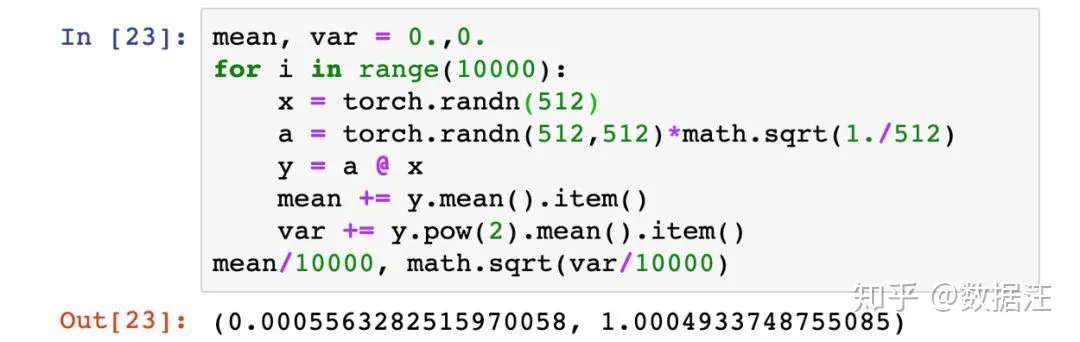 In [23]: mean, var = 0.,0.
for i in range(10000):
    x = torch.randn(512)
    a = torch.randn(512,512)*math.sqrt(1./512)
    y = a @ x
    mean += y.mean().item()
    var += y.pow(2).mean().item()
mean/10000, math.sqrt(var/10000)
Out[23]: (0.0005563282515970058, 1.0004933748755085)
知乎 @数据汪